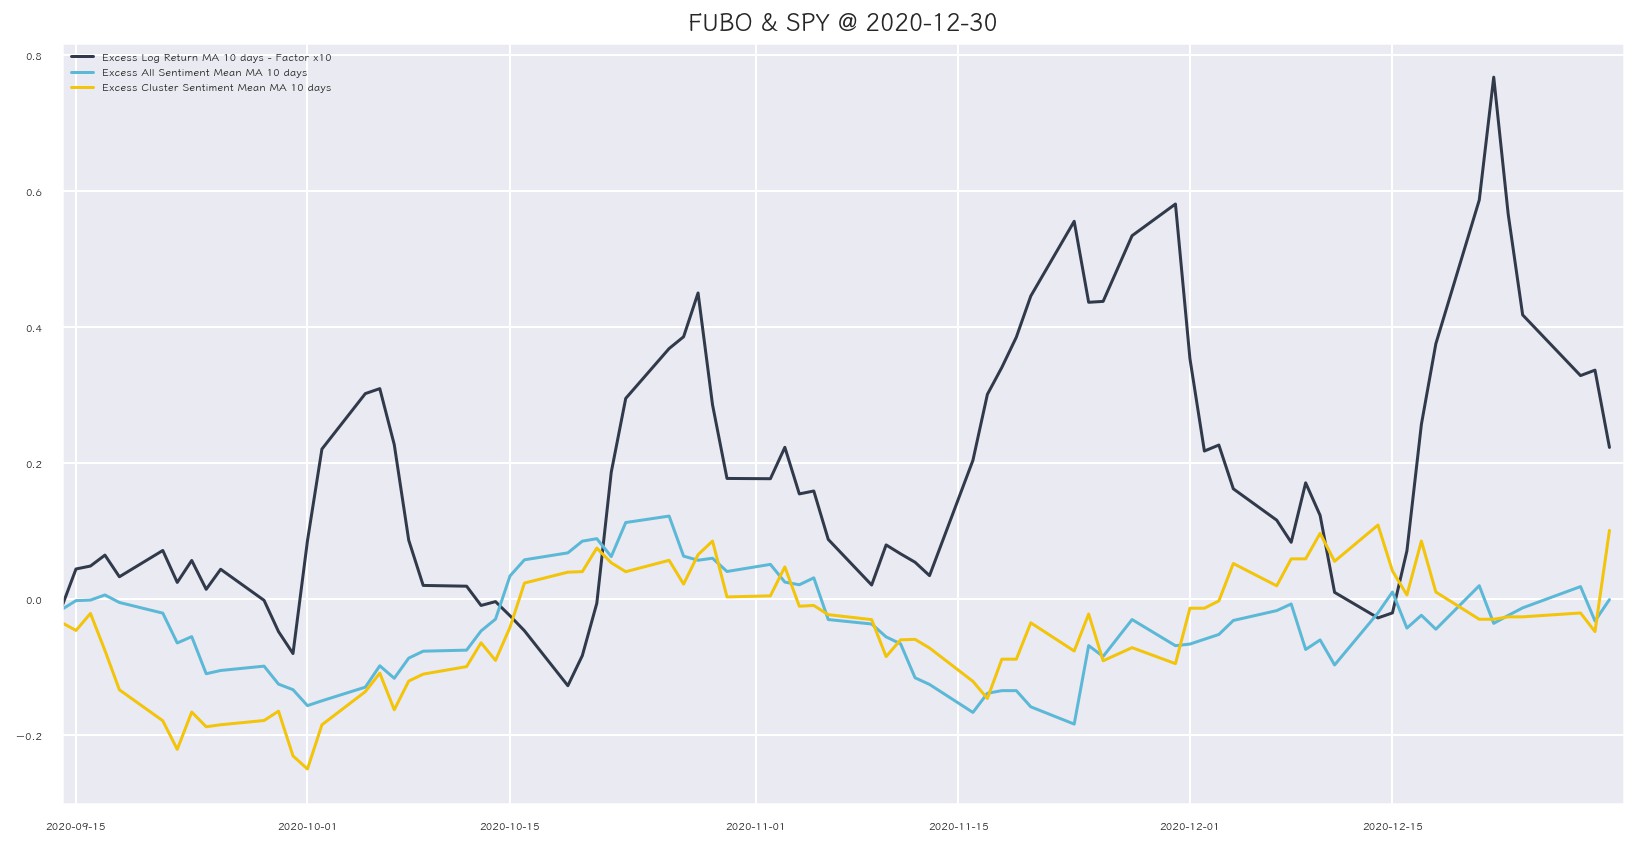 FUBO & SPY @ 2020-12-30
0.8
0.6
0.4
0.2
0.0
−0.2
Excess Log Return MA 10 days - Factor x10
Excess All Sentiment Mean MA 10 days
Excess Cluster Sentiment Mean MA 10 days
2020-09-15 2020-10-01 2020-10-15 2020-11-01 2020-11-15 2020-12-01 2020-12-15